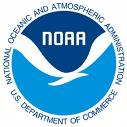 NATIONAL OCEANIC AND ATMOSPHERIC ADMINISTRATION
NOAA
U.S. DEPARTMENT OF COMMERCE